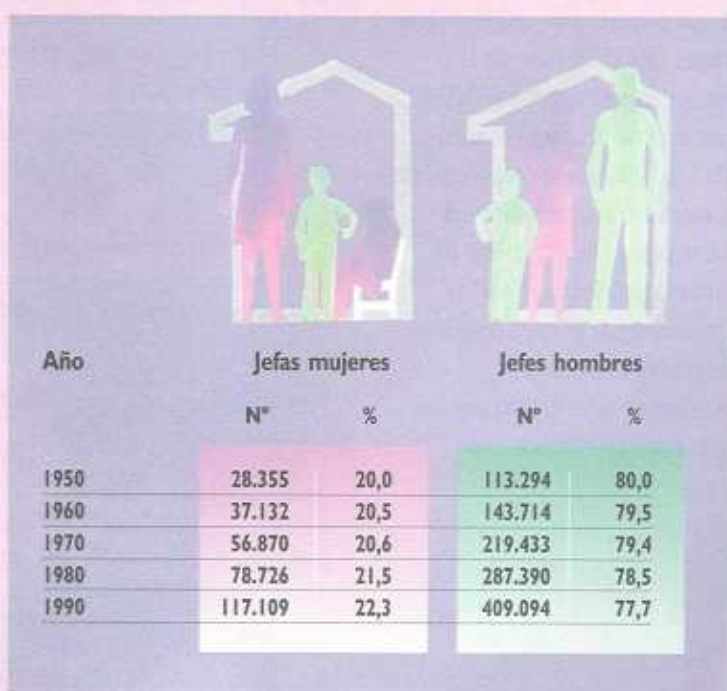 Año Jefas mujeres Jefes hombres
N° % N° %
1950 28.355 20,0 113.294 80,0
1960 37.132 20,5 143.714 79,5
1970 56.870 20,6 219.433 79,4
1980 78.726 21,5 287.390 78,5
1990 117.109 22,3 409.094 77,7